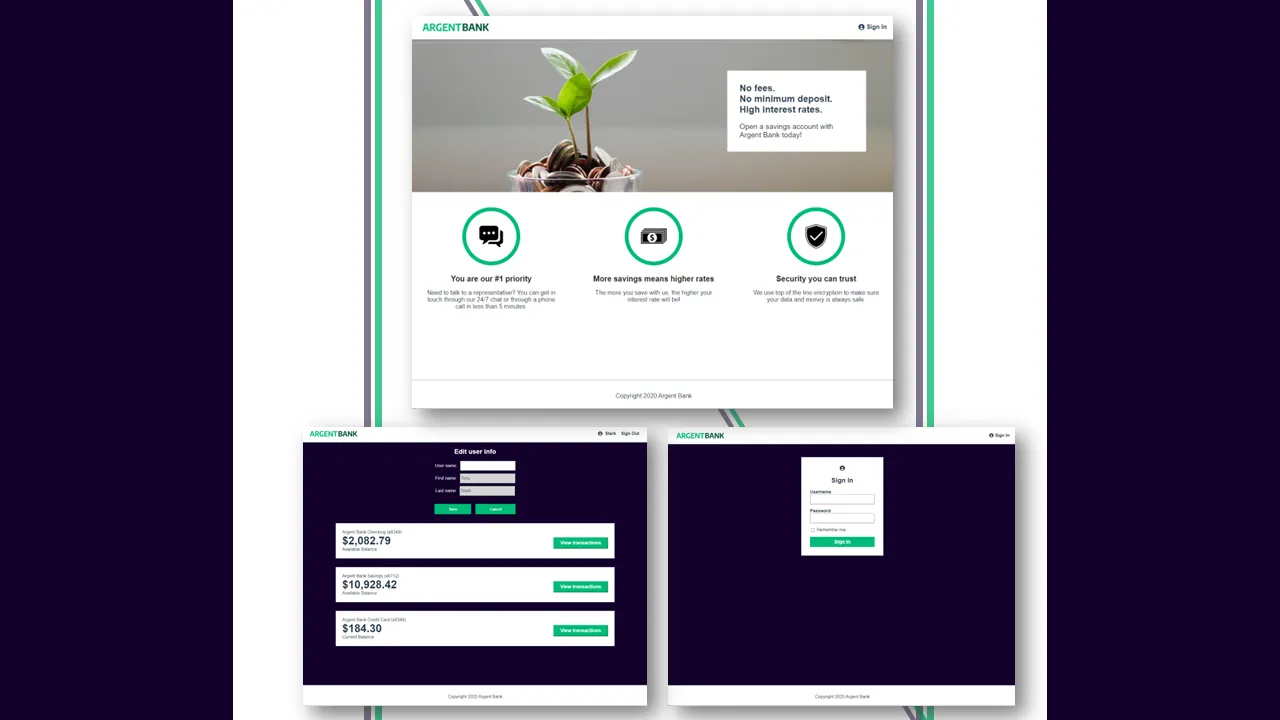 ARGENTBANK
Sign In
No fees.
No minimum deposit.
High interest rates.
Open a savings account with
Argent Bank today!
You are our #1 priority
Need to talk to a representative? You can get in
touch through our 24/7 chat or through a phone
call in less than 5 minutes.
More savings means higher rates
The more you save with us, the higher your
interest rate will be!
Security you can trust
We use top of the line encryption to make sure
your data and money is always safe.
Copyright 2020 Argent Bank
ARGENTBANK
Stark Sign Out
Edit user info
User name:
First name: Tony
Last name: Stark
Save Cancel
Argent Bank Checking (x8349)
$2,082.79
Available Balance
View transactions
Argent Bank Savings (x6712)
$10,928.42
Available Balance
View transactions
Argent Bank Credit Card (x8349)
$184.30
Current Balance
View transactions
Copyright 2020 Argent Bank
ARGENTBANK
Sign In
Sign In
Username
Password
Remember me
Sign In
Copyright 2020 Argent Bank